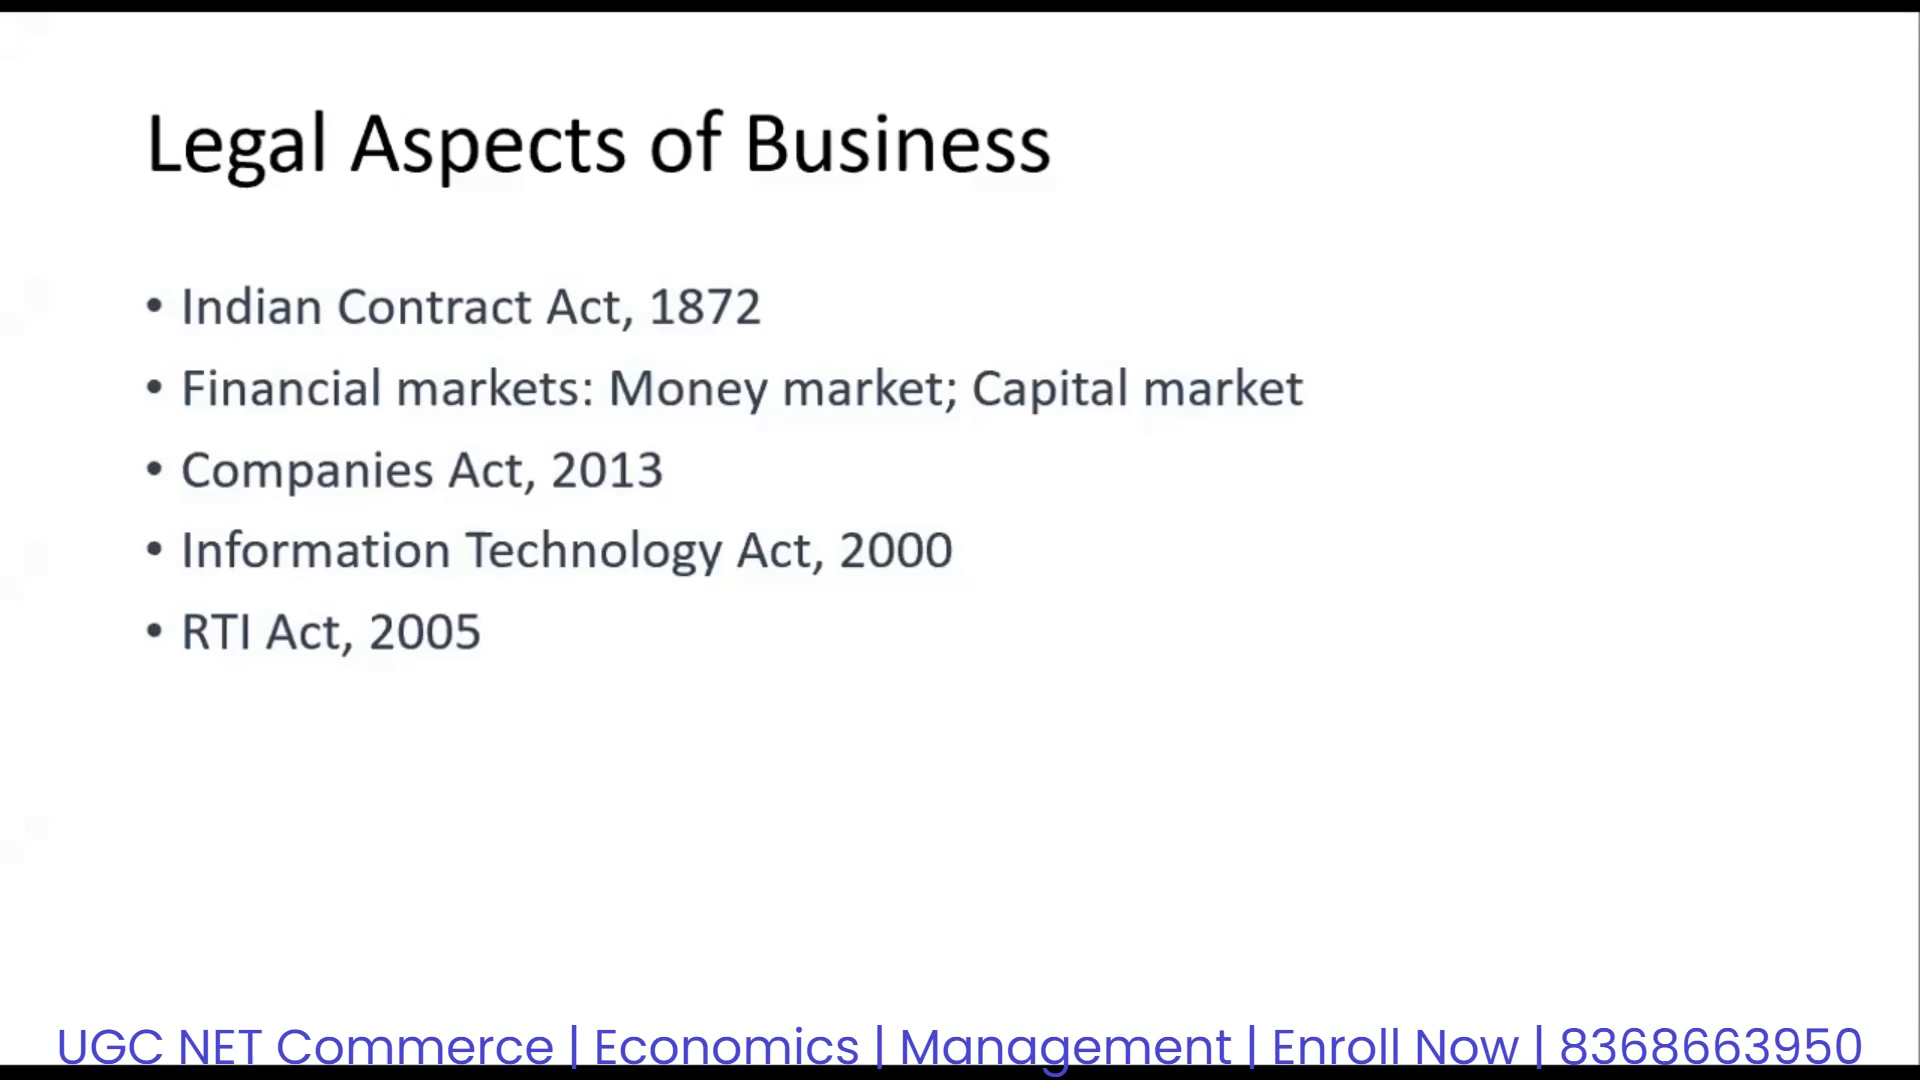 Legal Aspects of Business
• Indian Contract Act, 1872
• Financial markets: Money market; Capital market
• Companies Act, 2013
• Information Technology Act, 2000
• RTI Act, 2005
UGC NET Commerce | Economics | Management | Enroll Now | 8368663950